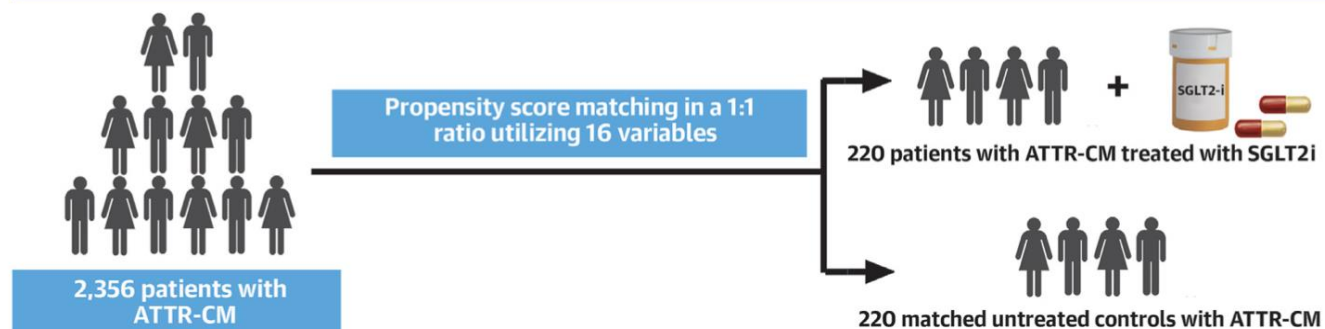 Propensity score matching in a 1:1
ratio utilizing 16 variables
+
SGLT2-i
220 patients with ATTR-CM treated with SGLT2i
2,356 patients with
ATTR-CM
220 matched untreated controls with ATTR-CM